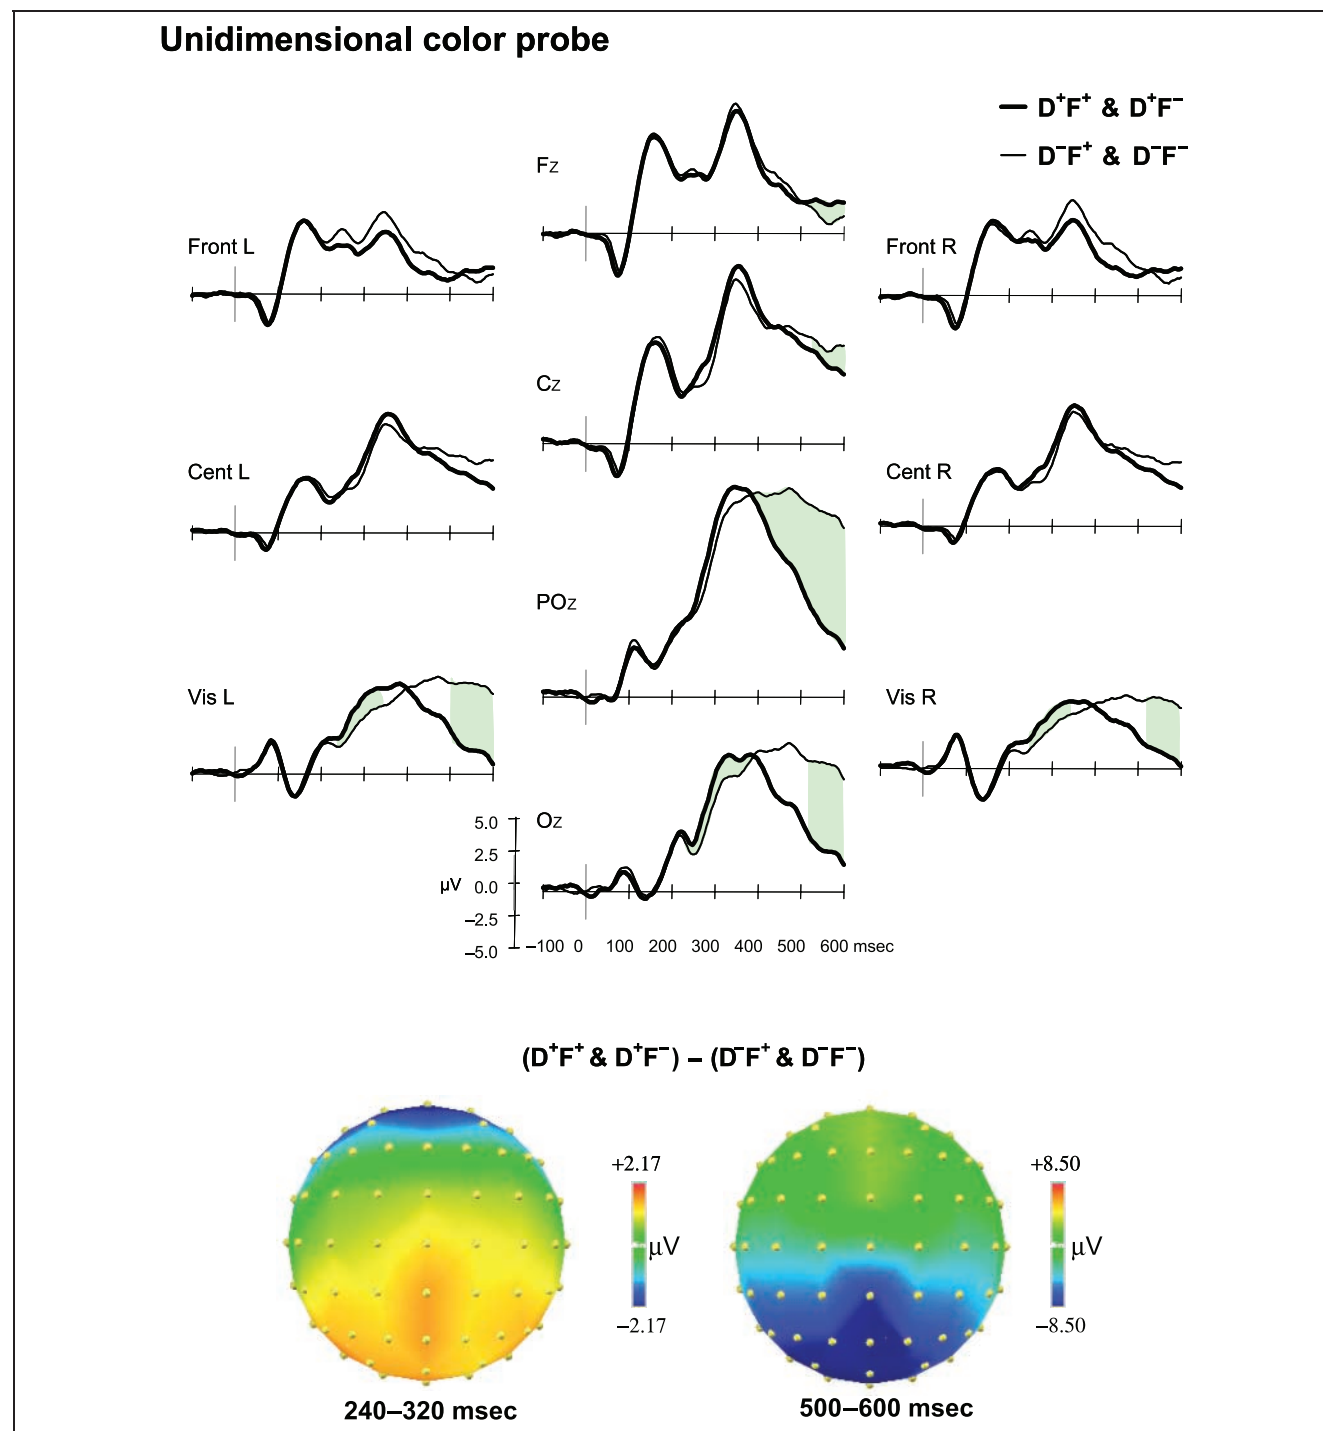 Unidimensional color probe
D⁺F⁺ & D⁺F⁻
D⁻F⁺ & D⁻F⁻
Fz
Front L
Front R
Cz
Cent L
Cent R
POz
Vis L
Vis R
Oz
5.0
2.5
µV 0.0
−2.5
−5.0
−100 0 100 200 300 400 500 600 msec
(D⁺F⁺ & D⁺F⁻) – (D⁻F⁺ & D⁻F⁻)
+2.17
µV
−2.17
+8.50
µV
−8.50
240–320 msec
500–600 msec